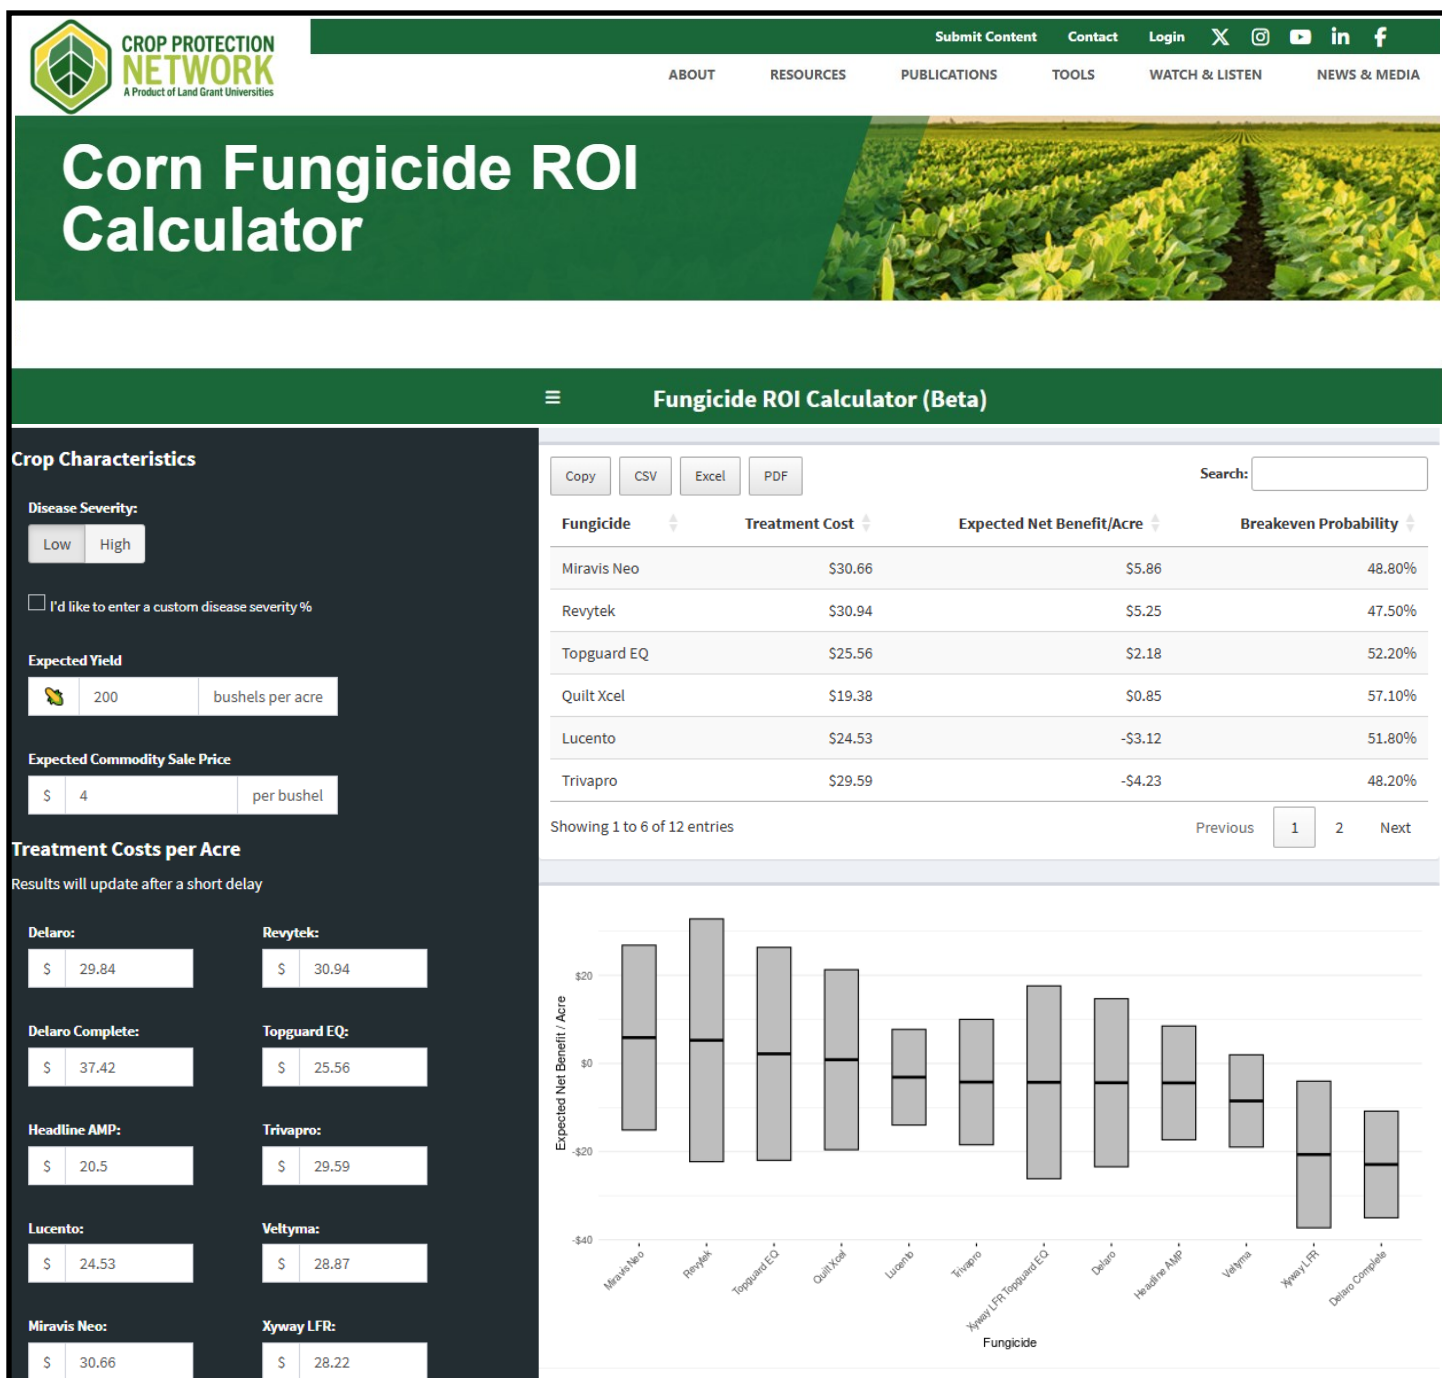 CROP PROTECTION
NETWORK
A Product of Land Grant Universities
Submit Content Contact Login
ABOUT RESOURCES PUBLICATIONS TOOLS WATCH & LISTEN NEWS & MEDIA
Corn Fungicide ROI
Calculator
Fungicide ROI Calculator (Beta)
Crop Characteristics
Disease Severity:
Low High
I'd like to enter a custom disease severity %
Expected Yield
200 bushels per acre
Expected Commodity Sale Price
$ 4 per bushel
Treatment Costs per Acre
Results will update after a short delay
Delaro: Revytek:
$ 29.84 $ 30.94
Delaro Complete: Topguard EQ:
$ 37.42 $ 25.56
Headline AMP: Trivapro:
$ 20.5 $ 29.59
Lucento: Veltyma:
$ 24.53 $ 28.87
Miravis Neo: Xyway LFR:
$ 30.66 $ 28.22
Copy CSV Excel PDF Search:
Fungicide Treatment Cost Expected Net Benefit/Acre Breakeven Probability
Miravis Neo $30.66 $5.86 48.80%
Revytek $30.94 $5.25 47.50%
Topguard EQ $25.56 $2.18 52.20%
Quilt Xcel $19.38 $0.85 57.10%
Lucento $24.53 -$3.12 51.80%
Trivapro $29.59 -$4.23 48.20%
Showing 1 to 6 of 12 entries Previous 1 2 Next
Expected Net Benefit / Acre
$20
$0
-$20
-$40
Miravis Neo
Revytek
Topguard EQ
Quilt Xcel
Lucento
Trivapro
Xyway LFR Topguard EQ
Delaro
Headline AMP
Veltyma
Xyway LFR
Delaro Complete
Fungicide